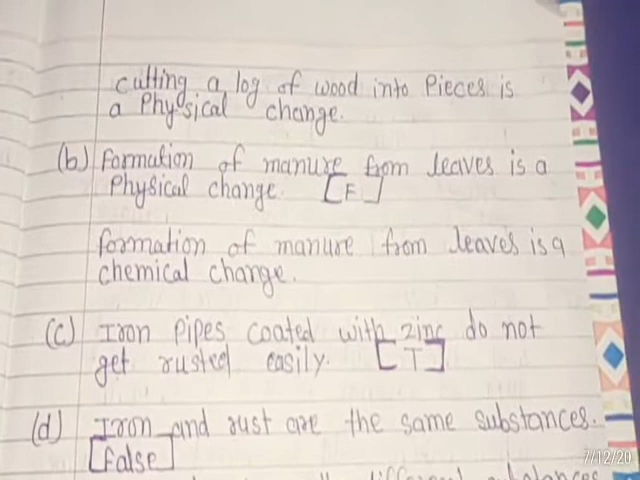 cutting a log of wood into Pieces is
a Physical change.
(b) Formation of manure from leaves is a
Physical change. [F]
formation of manure from leaves is a
chemical change.
(c) Iron Pipes coated with zinc do not
get rusted easily. [T]
(d) Iron and rust are the same substances.
[False]
7/12/20